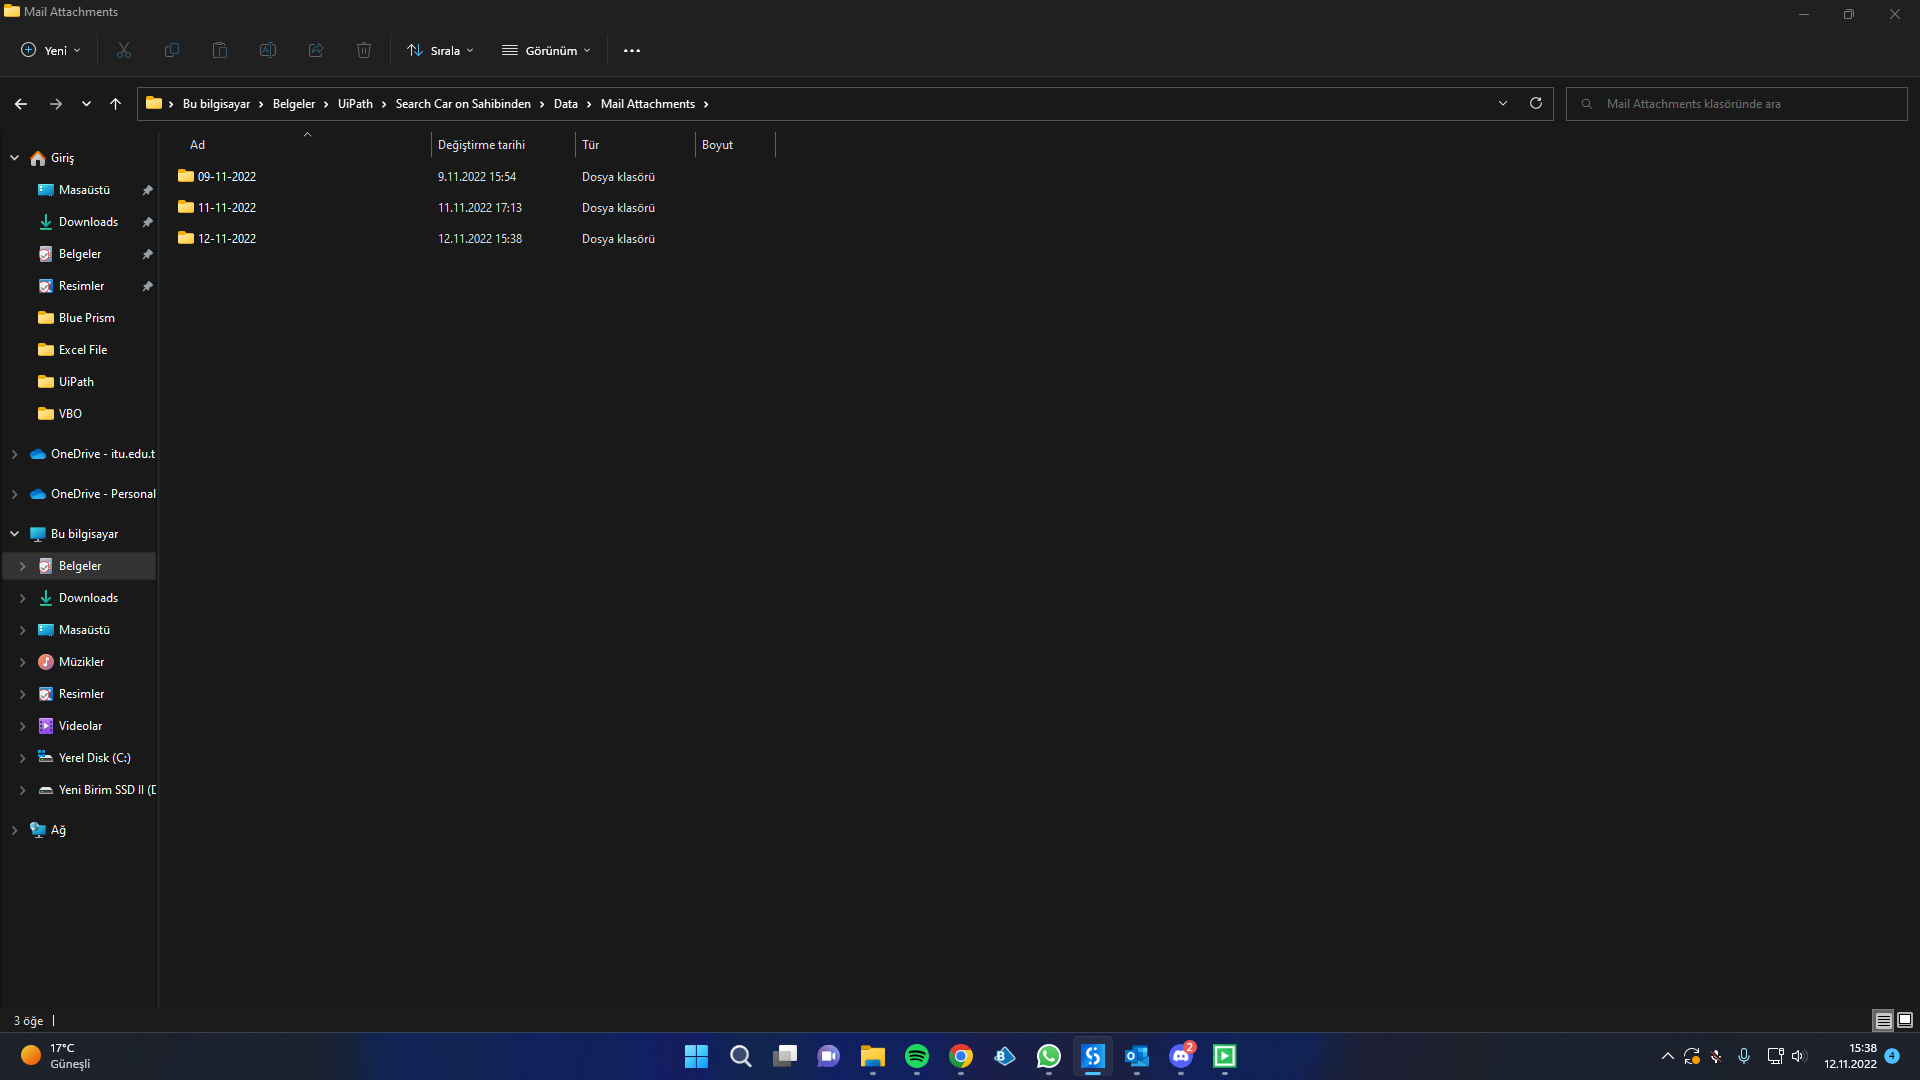 Mail Attachments
Yeni
Sırala
Görünüm
Bu bilgisayar
Belgeler
UiPath
Search Car on Sahibinden
Data
Mail Attachments
Mail Attachments klasöründe ara
Ad
Değiştirme tarihi
Tür
Boyut
09-11-2022 9.11.2022 15:54 Dosya klasörü
11-11-2022 11.11.2022 17:13 Dosya klasörü
12-11-2022 12.11.2022 15:38 Dosya klasörü
Giriş
Masaüstü
Downloads
Belgeler
Resimler
Blue Prism
Excel File
UiPath
VBO
OneDrive - itu.edu.t
OneDrive - Personal
Bu bilgisayar
Belgeler
Downloads
Masaüstü
Müzikler
Resimler
Videolar
Yerel Disk (C:)
Yeni Birim SSD II (D
Ağ
3 öğe
17°C
Güneşli
2
15:38
12.11.2022
4